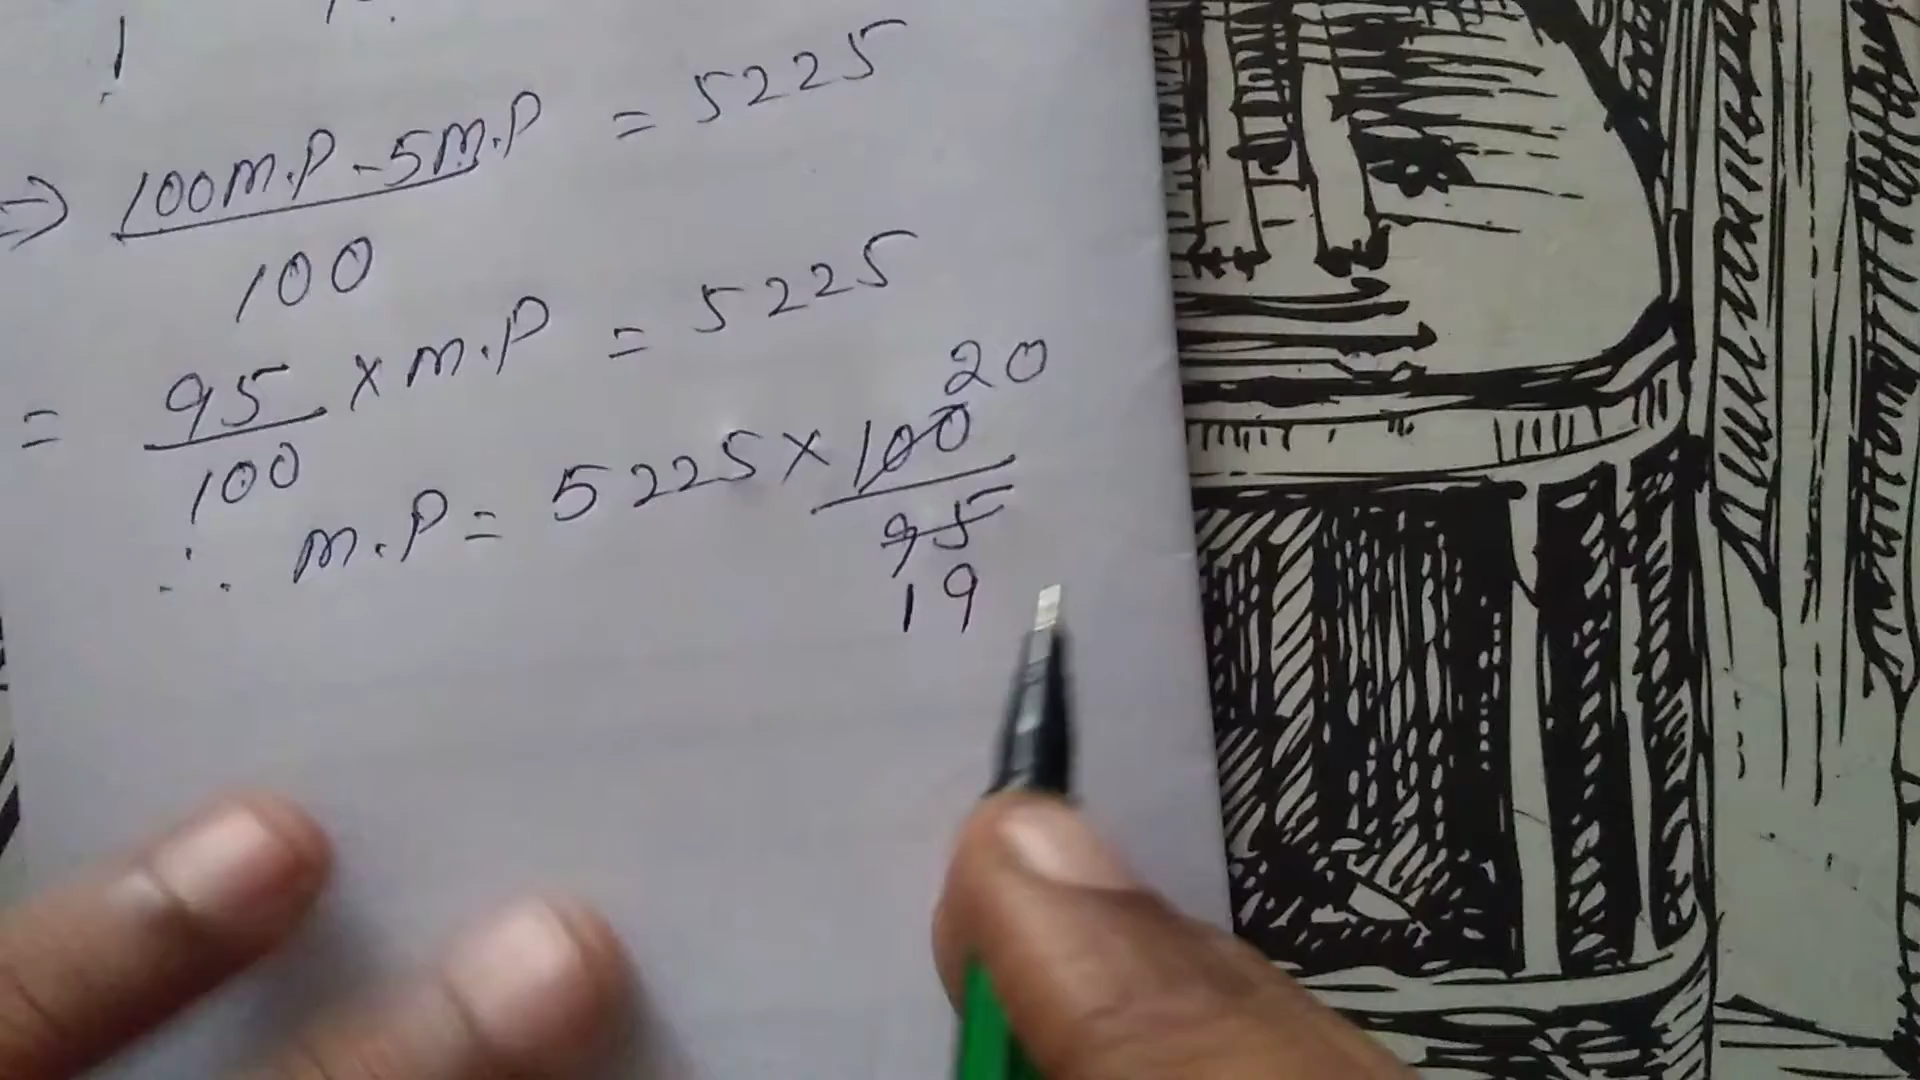 ⇒ 100m.p - 5m.p / 100 = 5225
= 95/100 × m.p = 5225
20
∴ m.p = 5225 × 100/95
19